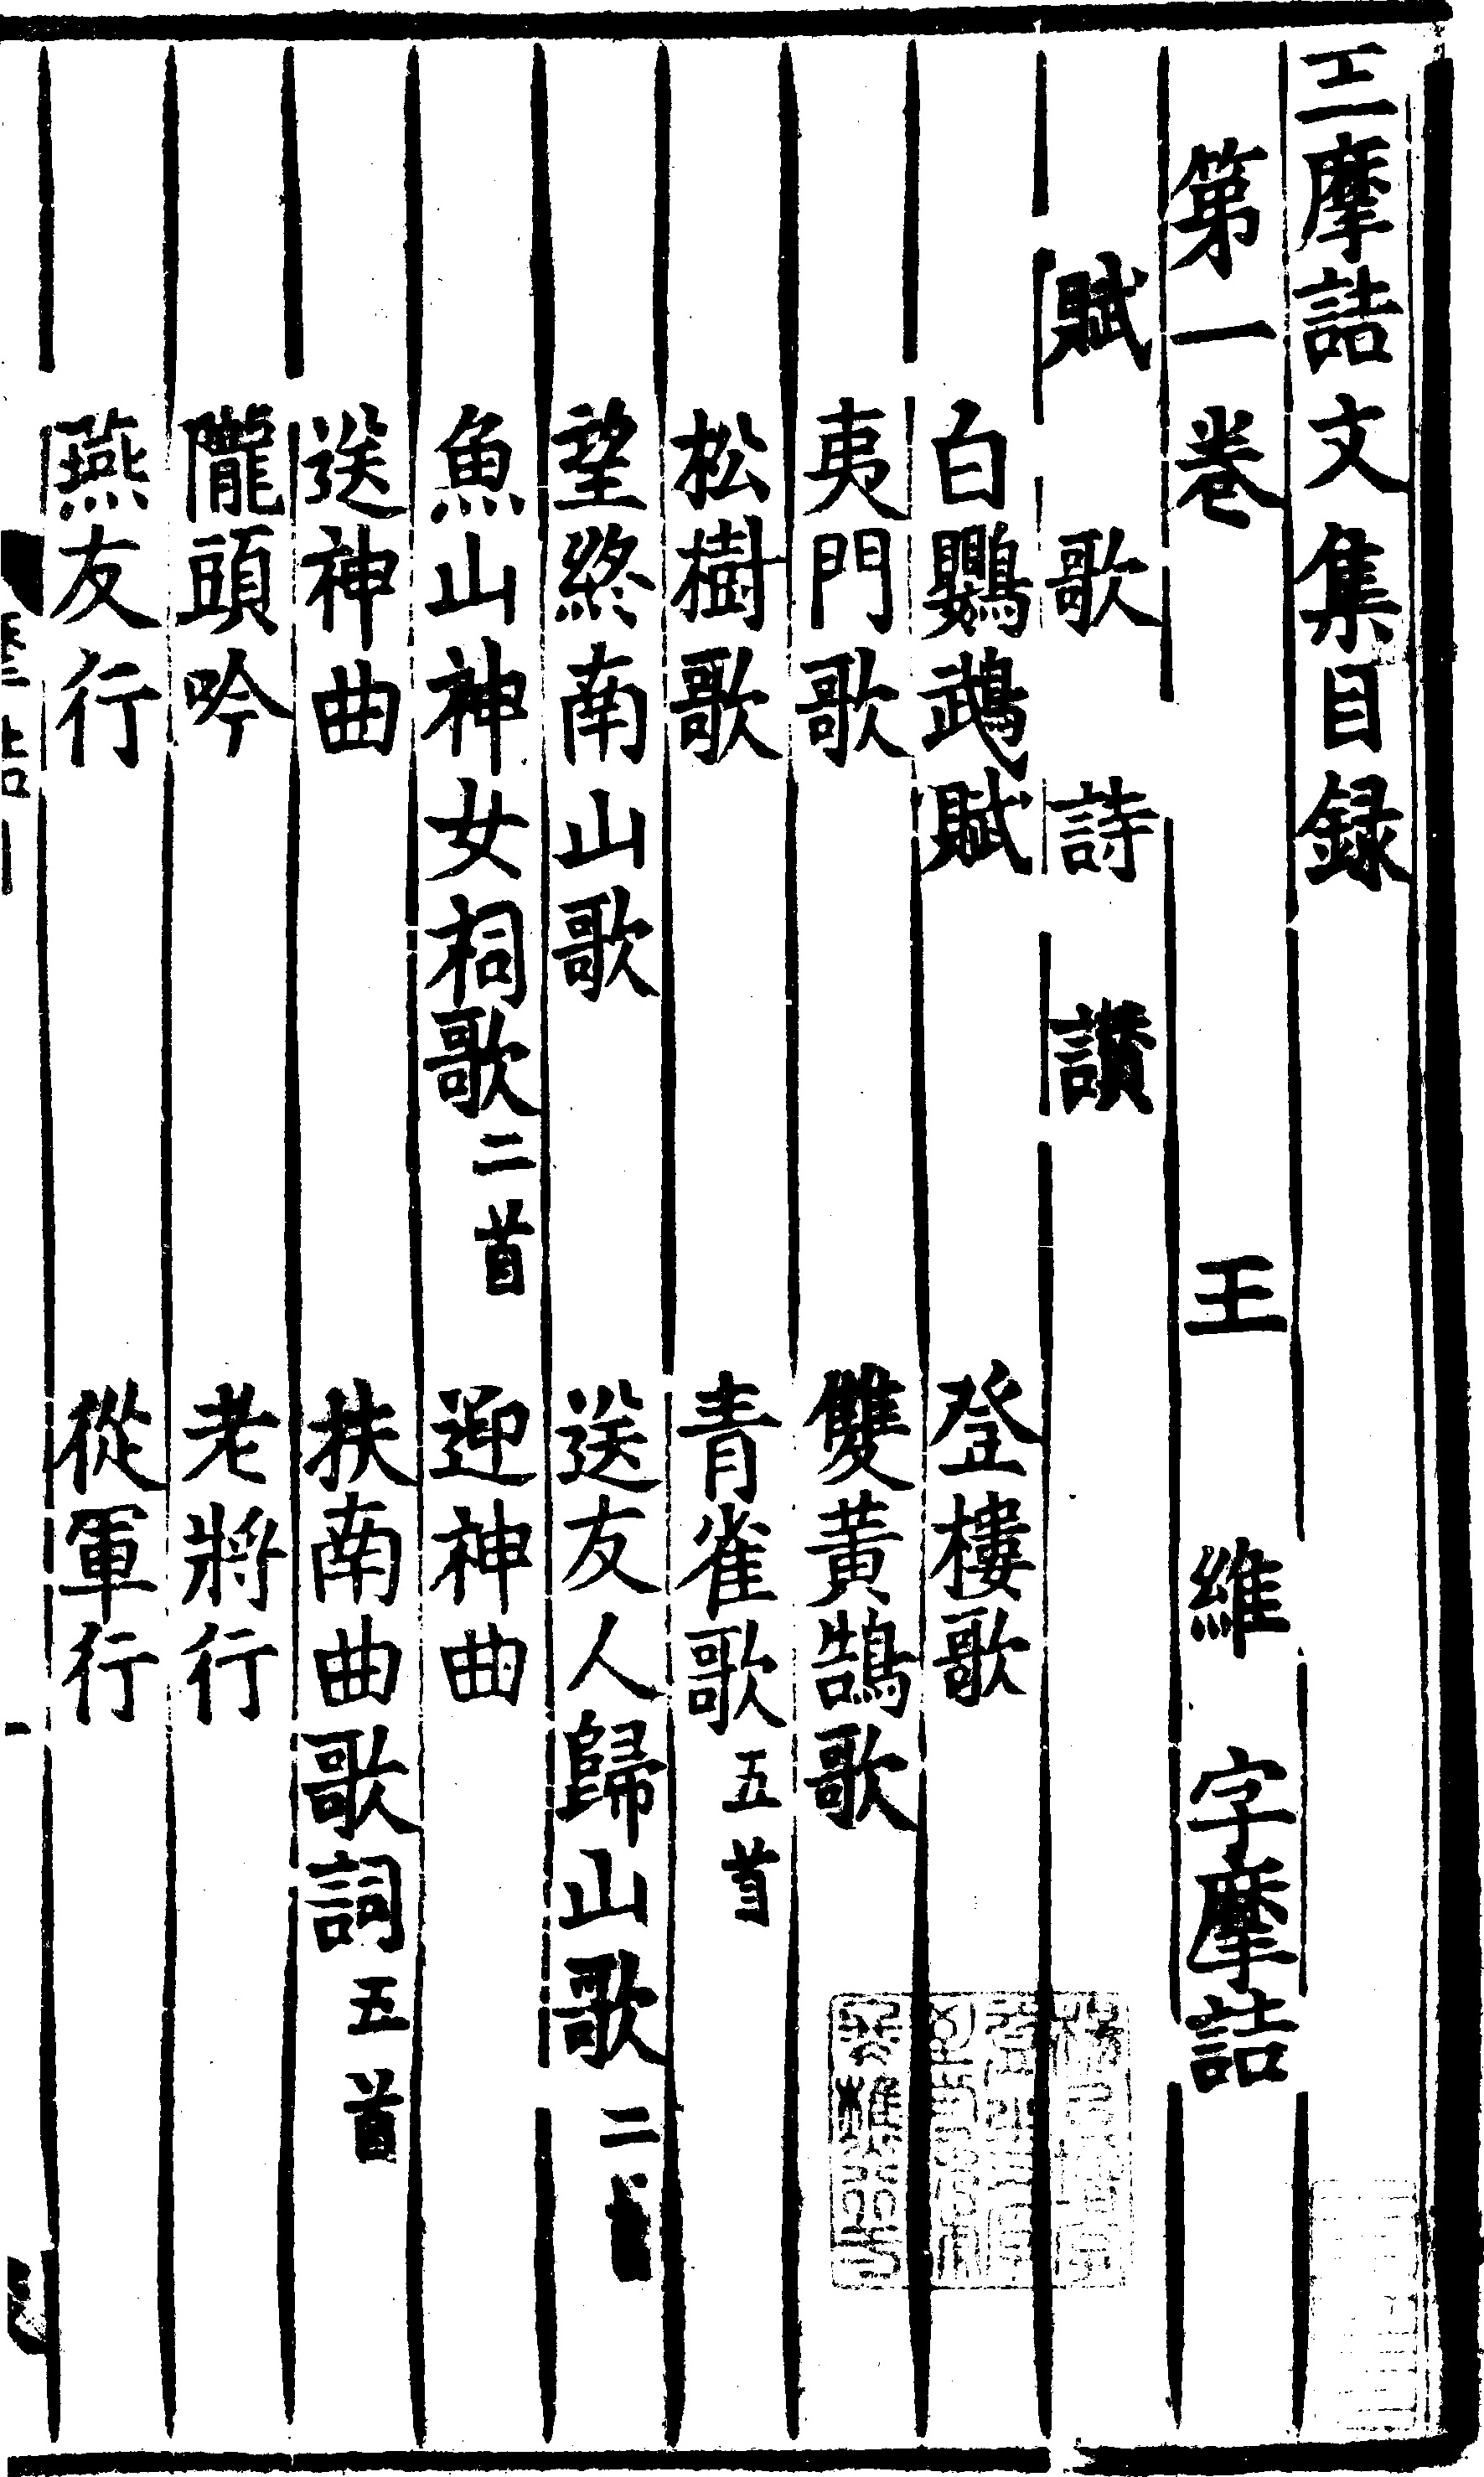 王摩詰文集目録
第一卷 王 維 字摩詰
賦 歌 詩 讃
白鸚䳇賦 登樓歌
夷門歌 雙黃鵠歌
松樹歌 青雀歌五首
望終南山歌 送友人歸山歌二
魚山神女祠歌二首 迎神曲
送神曲 扶南曲歌詞五首
隴頭吟 老將行
燕友行 從軍行